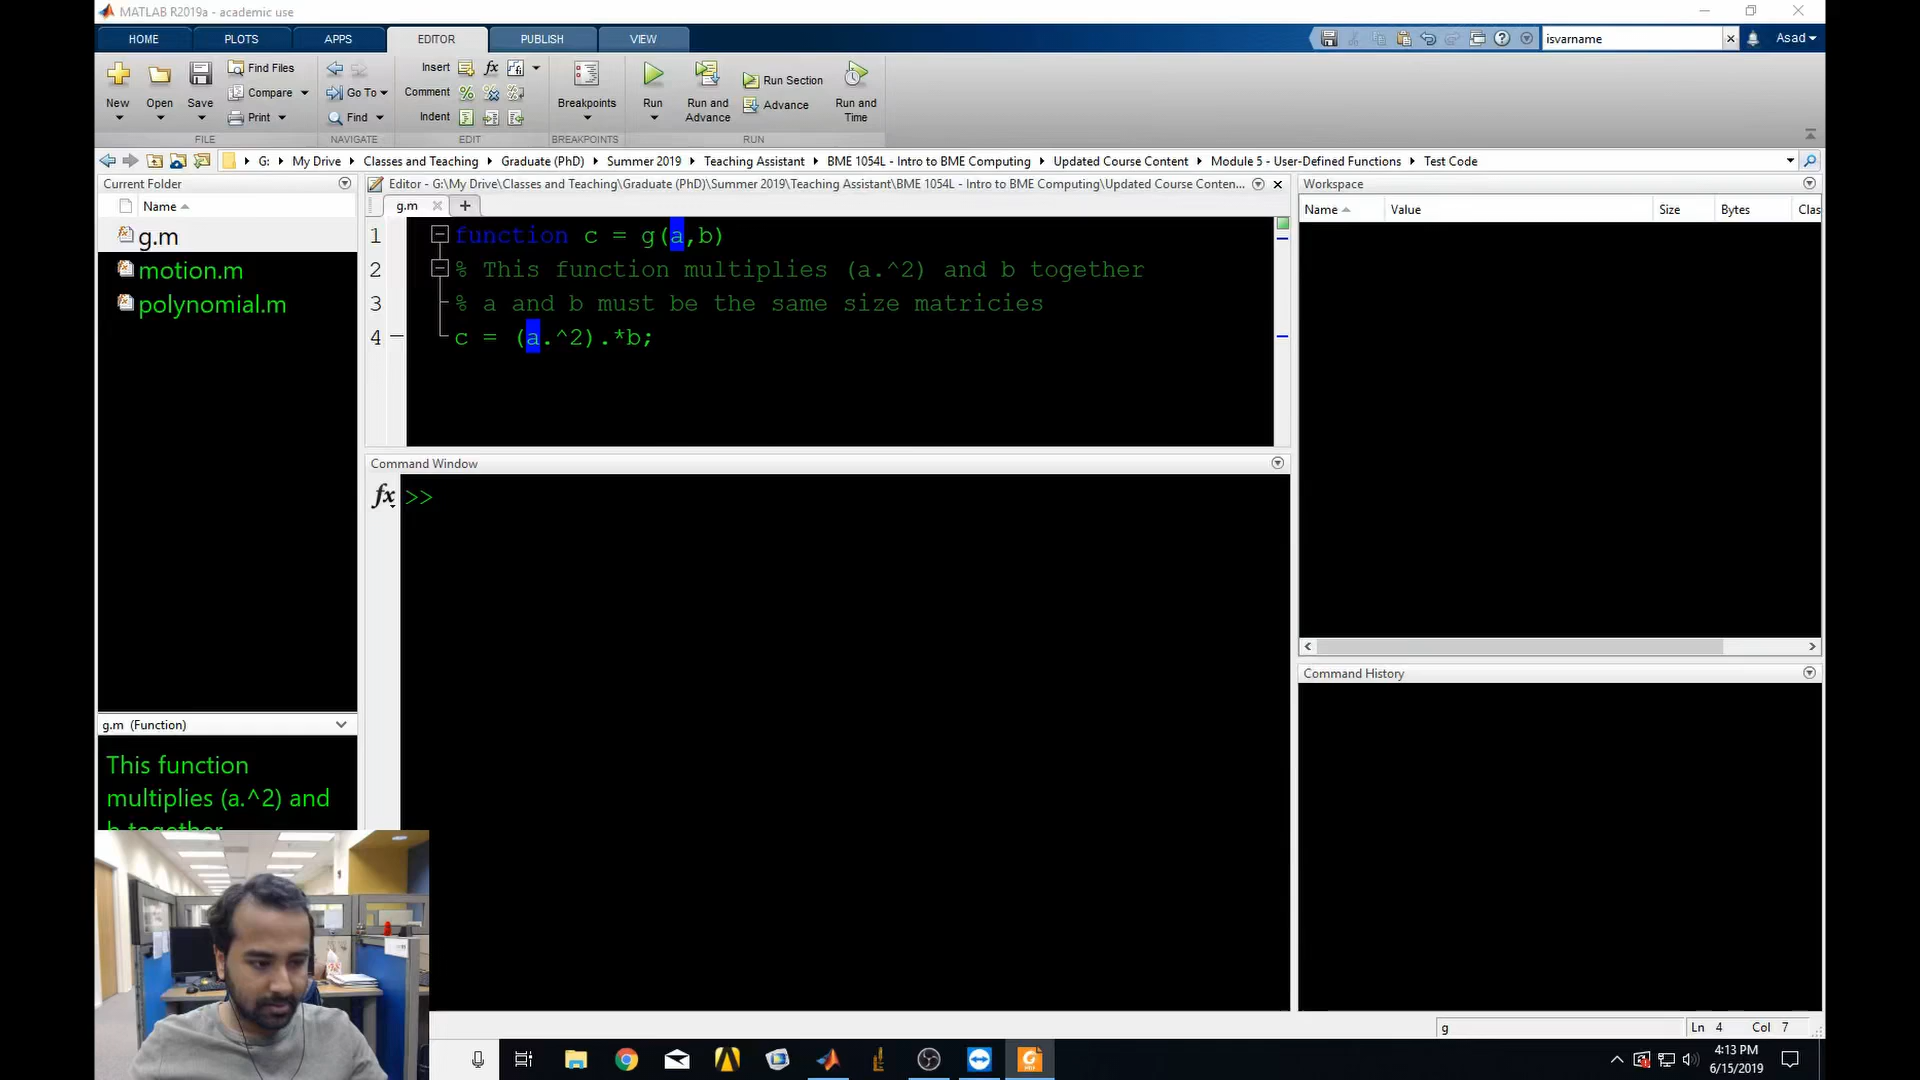 MATLAB R2019a - academic use
HOME PLOTS APPS EDITOR PUBLISH VIEW
isvarname
Asad
New Open Save
Find Files
Compare
Print
FILE
Go To
Find
NAVIGATE
Insert fx
Comment
Indent
EDIT
Breakpoints
BREAKPOINTS
Run
Run and Advance
Run Section
Advance
Run and Time
RUN
G: My Drive Classes and Teaching Graduate (PhD) Summer 2019 Teaching Assistant BME 1054L - Intro to BME Computing Updated Course Content Module 5 - User-Defined Functions Test Code
Current Folder
Name
g.m
motion.m
polynomial.m
g.m (Function)
This function
multiplies (a.^2) and
b together
Editor - G:\My Drive\Classes and Teaching\Graduate (PhD)\Summer 2019\Teaching Assistant\BME 1054L - Intro to BME Computing\Updated Course Conten...
g.m
1 function c = g(a,b)
2 % This function multiplies (a.^2) and b together
3 % a and b must be the same size matricies
4 c = (a.^2).*b;
Command Window
fx >>
Workspace
Name Value Size Bytes Clas
Command History
g
Ln 4 Col 7
4:13 PM
6/15/2019